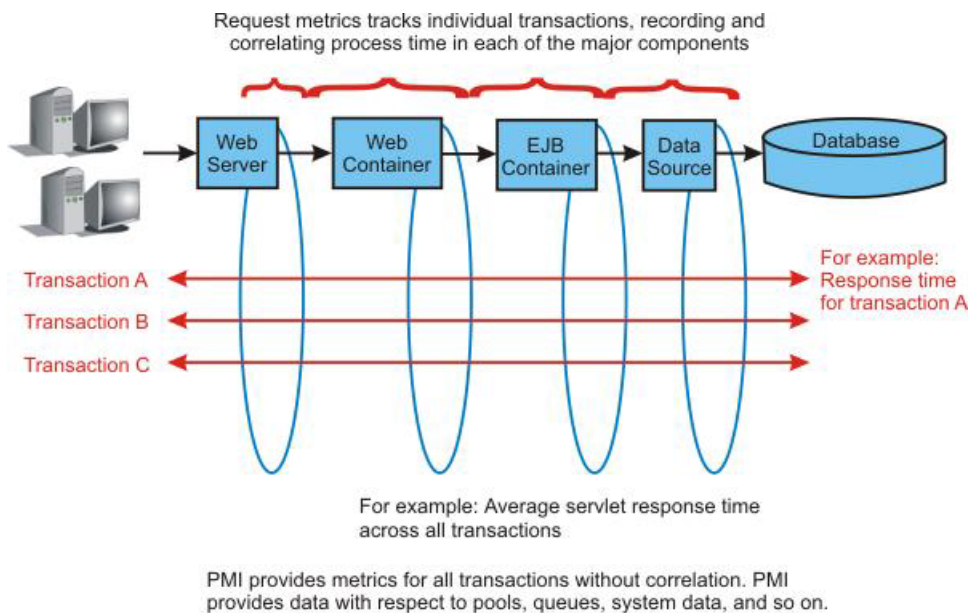 Request metrics tracks individual transactions, recording and
correlating process time in each of the major components
Web
Server
Web
Container
EJB
Container
Data
Source
Database
Transaction A
For example:
Response time
for transaction A
Transaction B
Transaction C
For example: Average servlet response time
across all transactions
PMI provides metrics for all transactions without correlation. PMI
provides data with respect to pools, queues, system data, and so on.